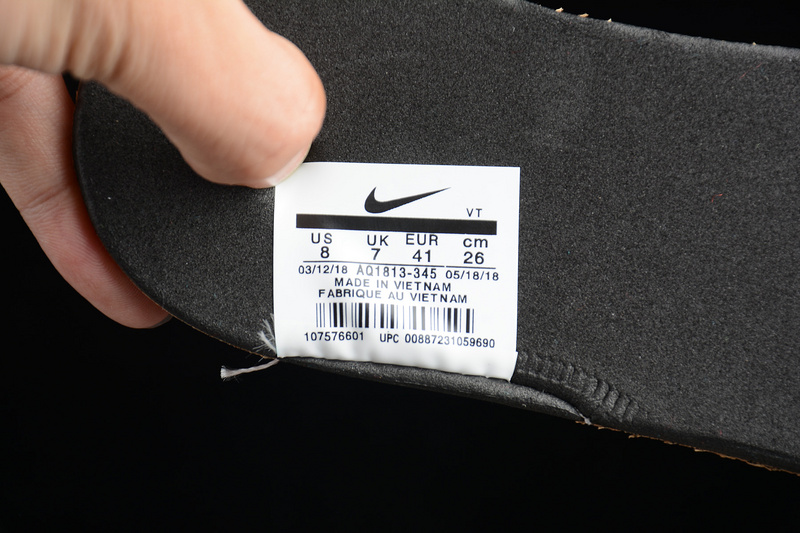 VT
US UK EUR cm
8 7 41 26
03/12/18 AQ1813-345 05/18/18
MADE IN VIETNAM
FABRIQUE AU VIETNAM
107576601 UPC 00887231059690